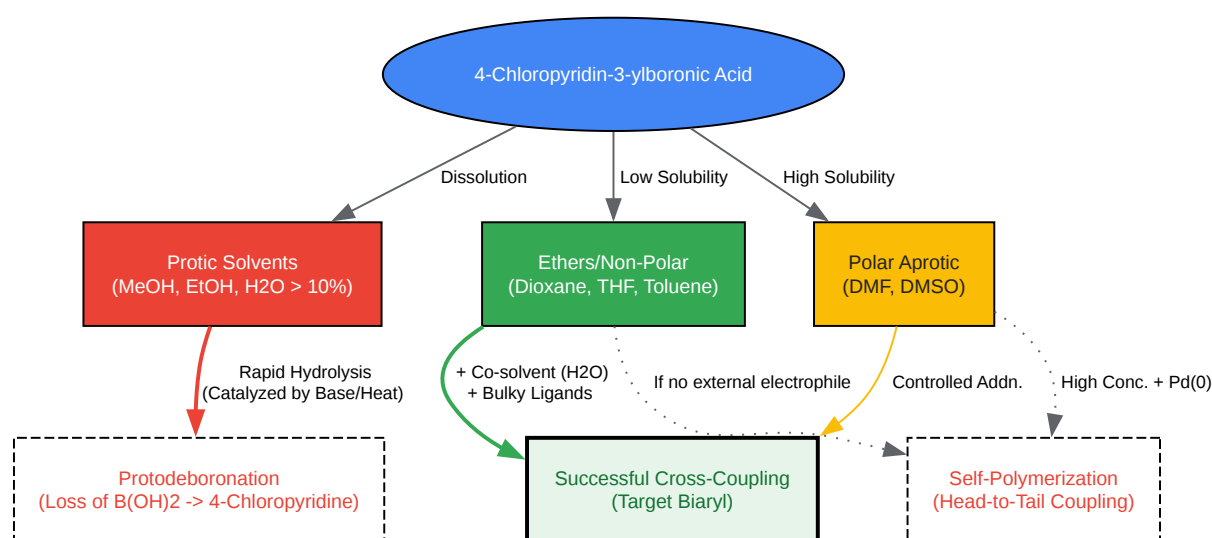 4-Chloropyridin-3-ylboronic Acid
Dissolution
Low Solubility
High Solubility
Protic Solvents
(MeOH, EtOH, H2O > 10%)
Ethers/Non-Polar
(Dioxane, THF, Toluene)
Polar Aprotic
(DMF, DMSO)
Rapid Hydrolysis
(Catalyzed by Base/Heat)
+ Co-solvent (H2O)
+ Bulky Ligands
If no external electrophile
Controlled Addn.
High Conc. + Pd(0)
Protodeboronation
(Loss of B(OH)2 -> 4-Chloropyridine)
Successful Cross-Coupling
(Target Biaryl)
Self-Polymerization
(Head-to-Tail Coupling)